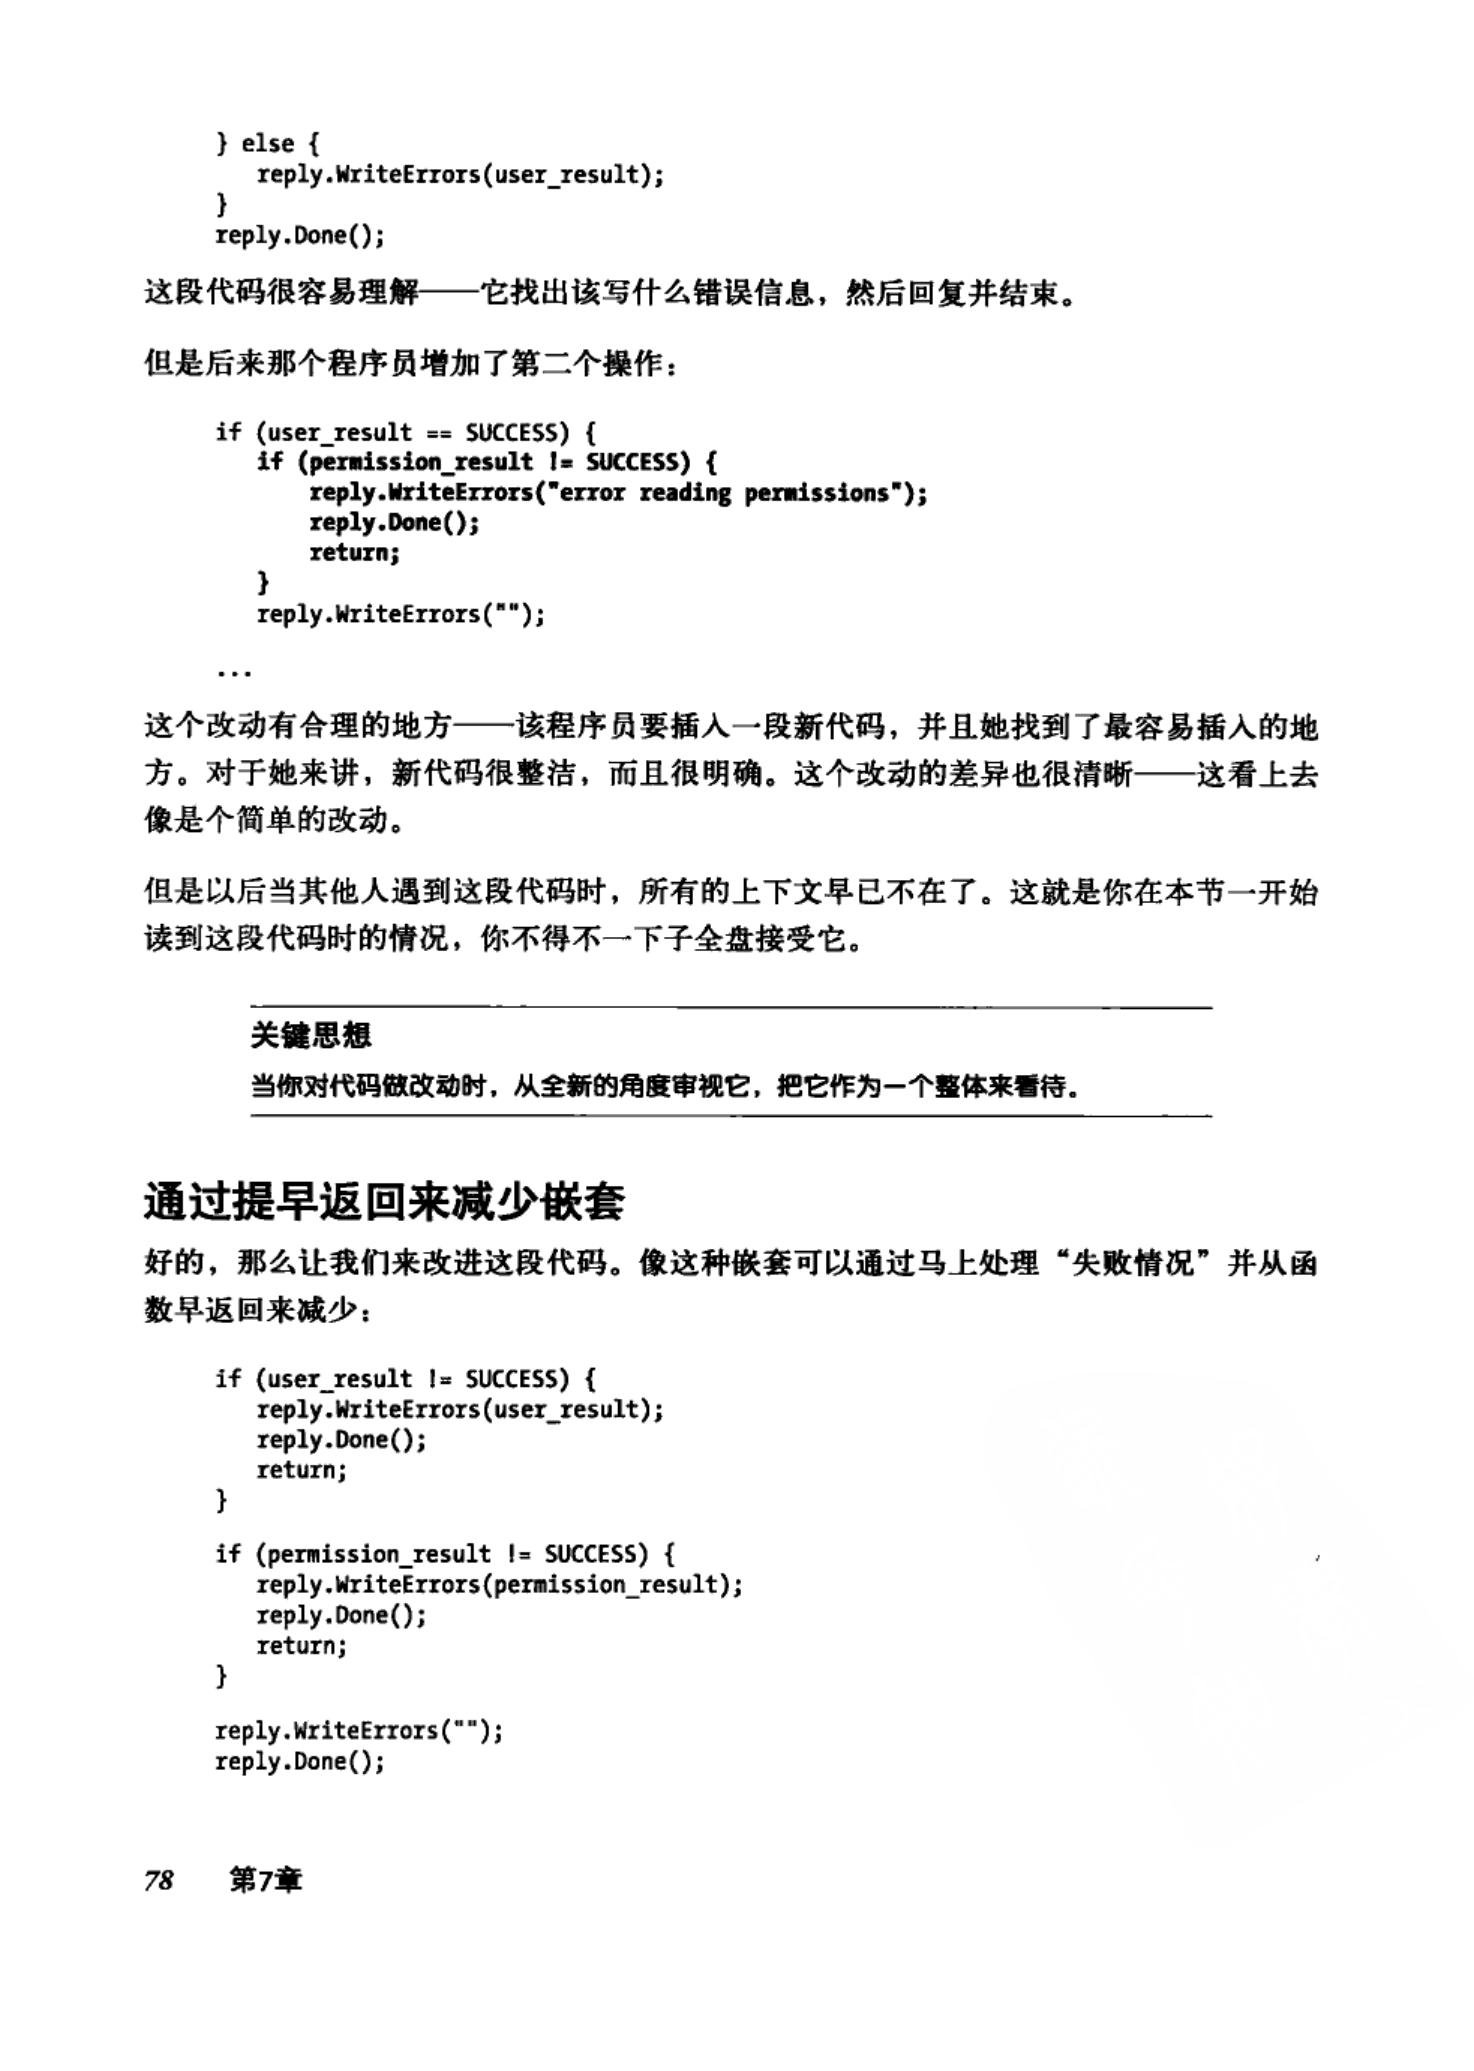 } else {
reply.WriteErrors(user_result);
}
reply.Done();
这段代码很容易理解——它找出该写什么错误信息，然后回复并结束。
但是后来那个程序员增加了第二个操作：
if (user_result == SUCCESS) {
if (permission_result != SUCCESS) {
reply.WriteErrors("error reading permissions");
reply.Done();
return;
}
reply.WriteErrors("");
...
这个改动有合理的地方——该程序员要插入一段新代码，并且她找到了最容易插入的地
方。对于她来讲，新代码很整洁，而且很明确。这个改动的差异也很清晰——这看上去
像是个简单的改动。
但是以后当其他人遇到这段代码时，所有的上下文早已不在了。这就是你在本节一开始
读到这段代码时的情况，你不得不一下子全盘接受它。
关键思想
当你对代码做改动时，从全新的角度审视它，把它作为一个整体来看待。
通过提早返回来减少嵌套
好的，那么让我们来改进这段代码。像这种嵌套可以通过马上处理“失败情况”并从函
数早返回来减少：
if (user_result != SUCCESS) {
reply.WriteErrors(user_result);
reply.Done();
return;
}
if (permission_result != SUCCESS) {
reply.WriteErrors(permission_result);
reply.Done();
return;
}
reply.WriteErrors("");
reply.Done();
78 第7章